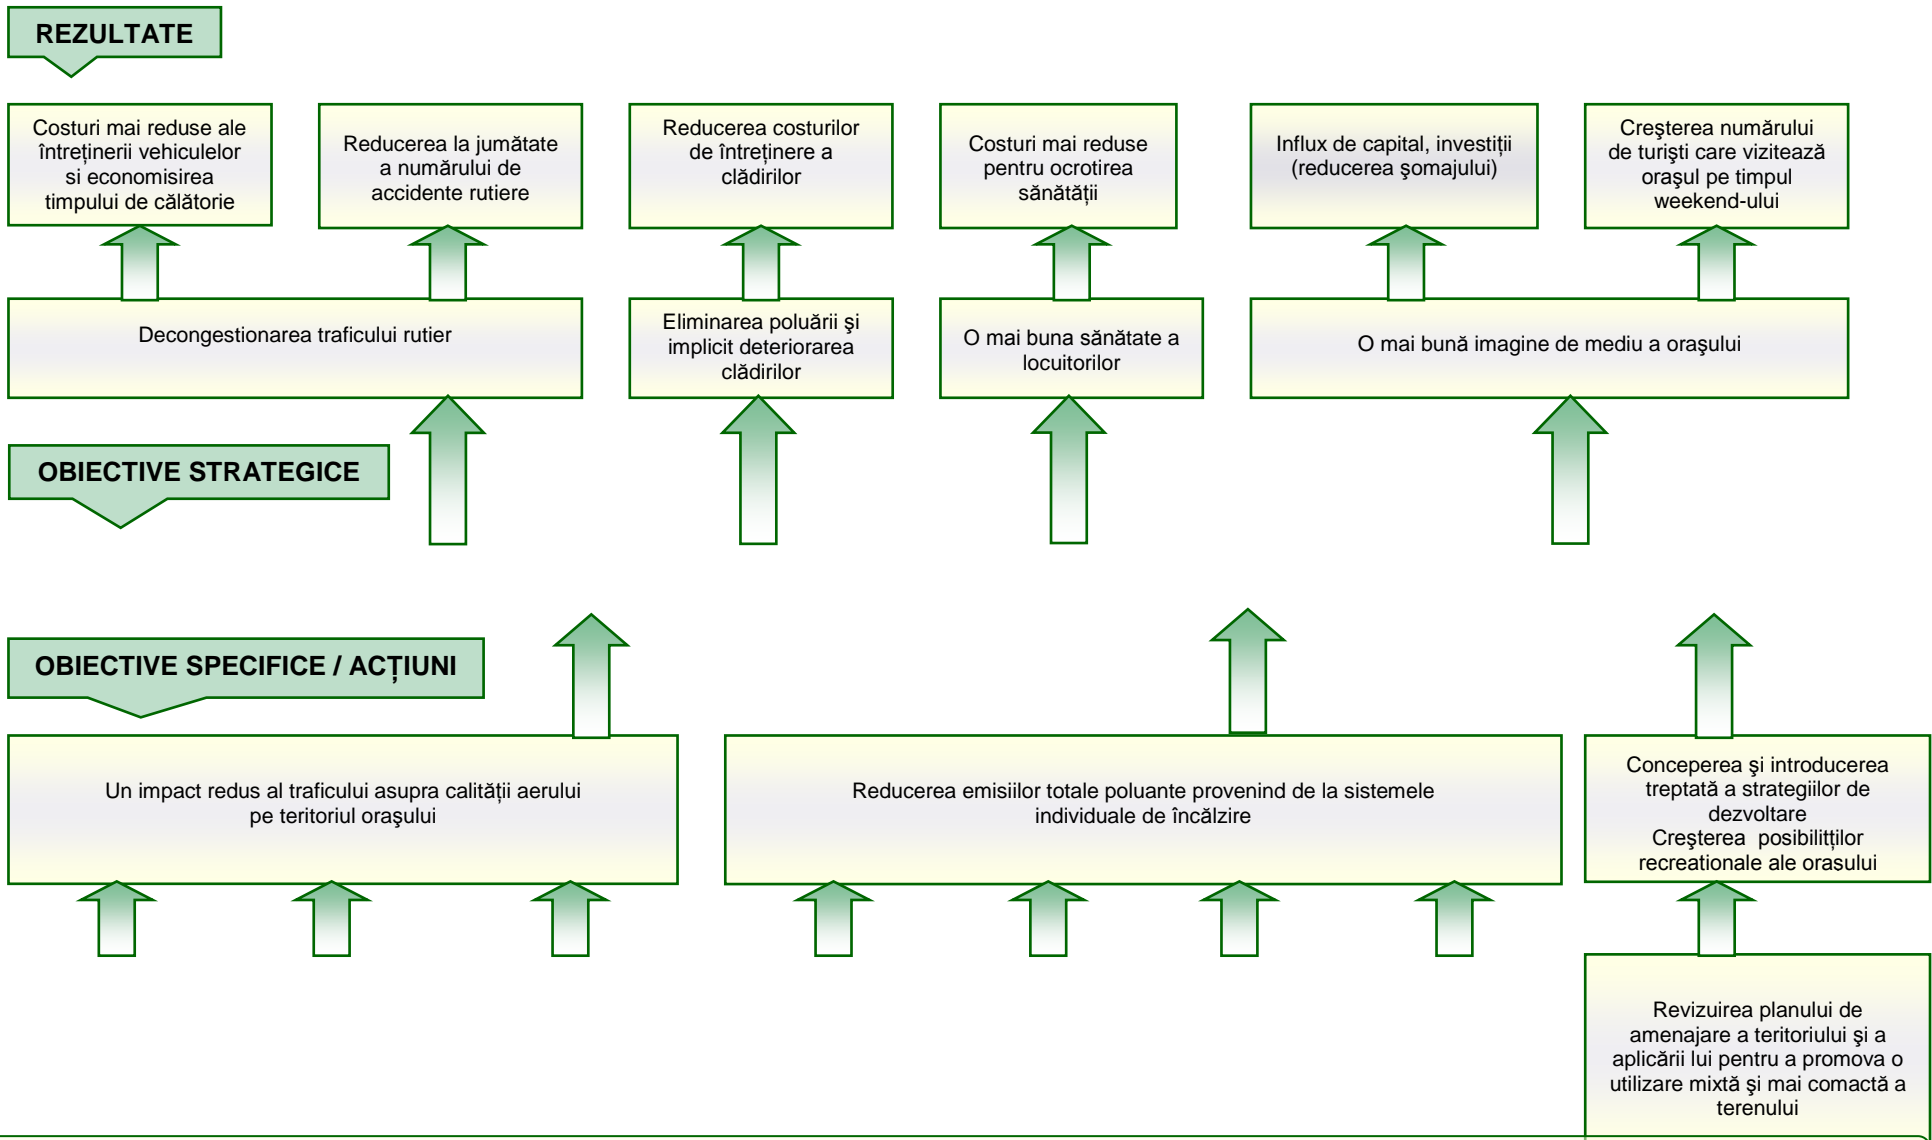 REZULTATE
Costuri mai reduse ale
întreținerii vehiculelor
si economisirea
timpului de călătorie
Reducerea la jumătate
a numărului de
accidente rutiere
Reducerea costurilor
de întreținere a
clădirilor
Costuri mai reduse
pentru ocrotirea
sănătății
Influx de capital, investiții
(reducerea şomajului)
Creşterea numărului
de turişti care vizitează
oraşul pe timpul
weekend-ului
Decongestionarea traficului rutier
Eliminarea poluării şi
implicit deteriorarea
clădirilor
O mai buna sănătate a
locuitorilor
O mai bună imagine de mediu a oraşului
OBIECTIVE STRATEGICE
OBIECTIVE SPECIFICE / ACȚIUNI
Un impact redus al traficului asupra calității aerului
pe teritoriul oraşului
Reducerea emisiilor totale poluante provenind de la sistemele
individuale de încălzire
Conceperea şi introducerea
treptată a strategiilor de
dezvoltare
Creşterea posibilitților
recreationale ale orasului
Revizuirea planului de
amenajare a teritoriului şi a
aplicării lui pentru a promova o
utilizare mixtă şi mai comactă a
terenului